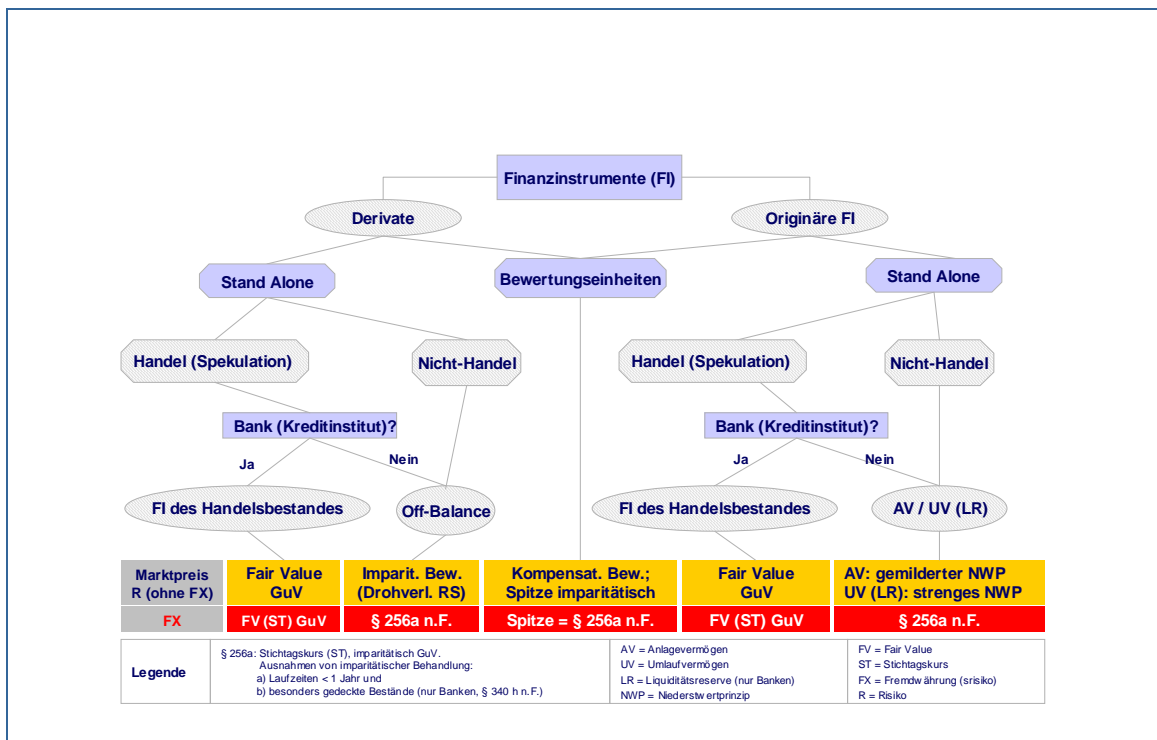 Finanzinstrumente (FI)
Derivate
Originäre FI
Stand Alone
Bewertungseinheiten
Stand Alone
Handel (Spekulation)
Nicht-Handel
Handel (Spekulation)
Nicht-Handel
Bank (Kreditinstitut)?
Bank (Kreditinstitut)?
Ja
Nein
Ja
Nein
FI des Handelsbestandes
Off-Balance
FI des Handelsbestandes
AV / UV (LR)
Marktpreis
R (ohne FX)
Fair Value
GuV
Imparit. Bew.
(Drohverl. RS)
Kompensat. Bew.;
Spitze imparitätisch
Fair Value
GuV
AV: gemilderter NWP
UV (LR): strenges NWP
FX
FV (ST) GuV
§ 256a n.F.
Spitze = § 256a n.F.
FV (ST) GuV
§ 256a n.F.
Legende
§ 256a: Stichtagskurs (ST), imparitätisch GuV.
Ausnahmen von imparitätischer Behandlung:
a) Laufzeiten < 1 Jahr und
b) besonders gedeckte Bestände (nur Banken, § 340 h n.F.)
AV = Anlagevermögen
UV = Umlaufvermögen
LR = Liquiditätsreserve (nur Banken)
NWP = Niederstwertprinzip
FV = Fair Value
ST = Stichtagskurs
FX = Fremdwährung (srisiko)
R = Risiko